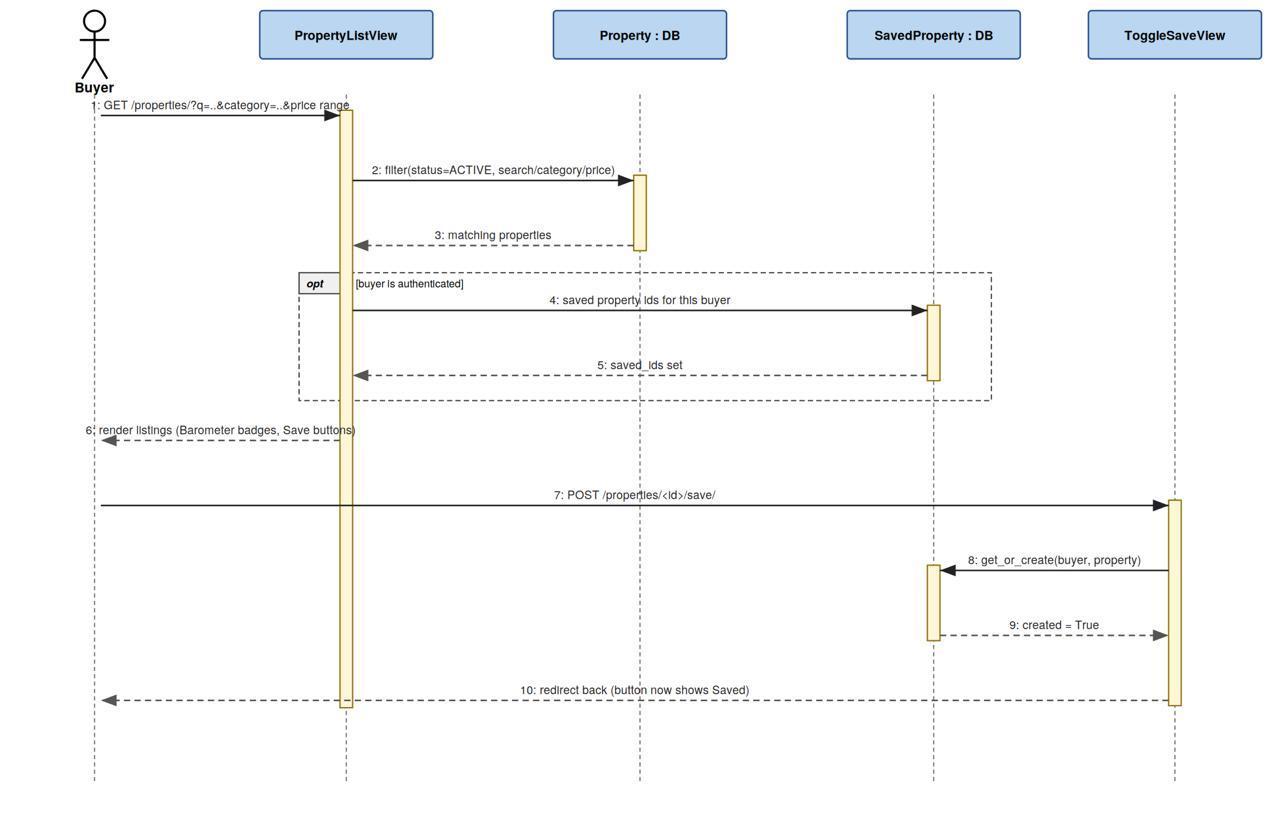 PropertyListView
Property : DB
SavedProperty : DB
ToggleSaveView
Buyer
1: GET /properties/?q=..&category=..&price range
2: filter(status=ACTIVE, search/category/price)
3: matching properties
opt
[buyer is authenticated]
4: saved property ids for this buyer
5: saved_ids set
6: render listings (Barometer badges, Save buttons)
7: POST /properties/<id>/save/
8: get_or_create(buyer, property)
9: created = True
10: redirect back (button now shows Saved)